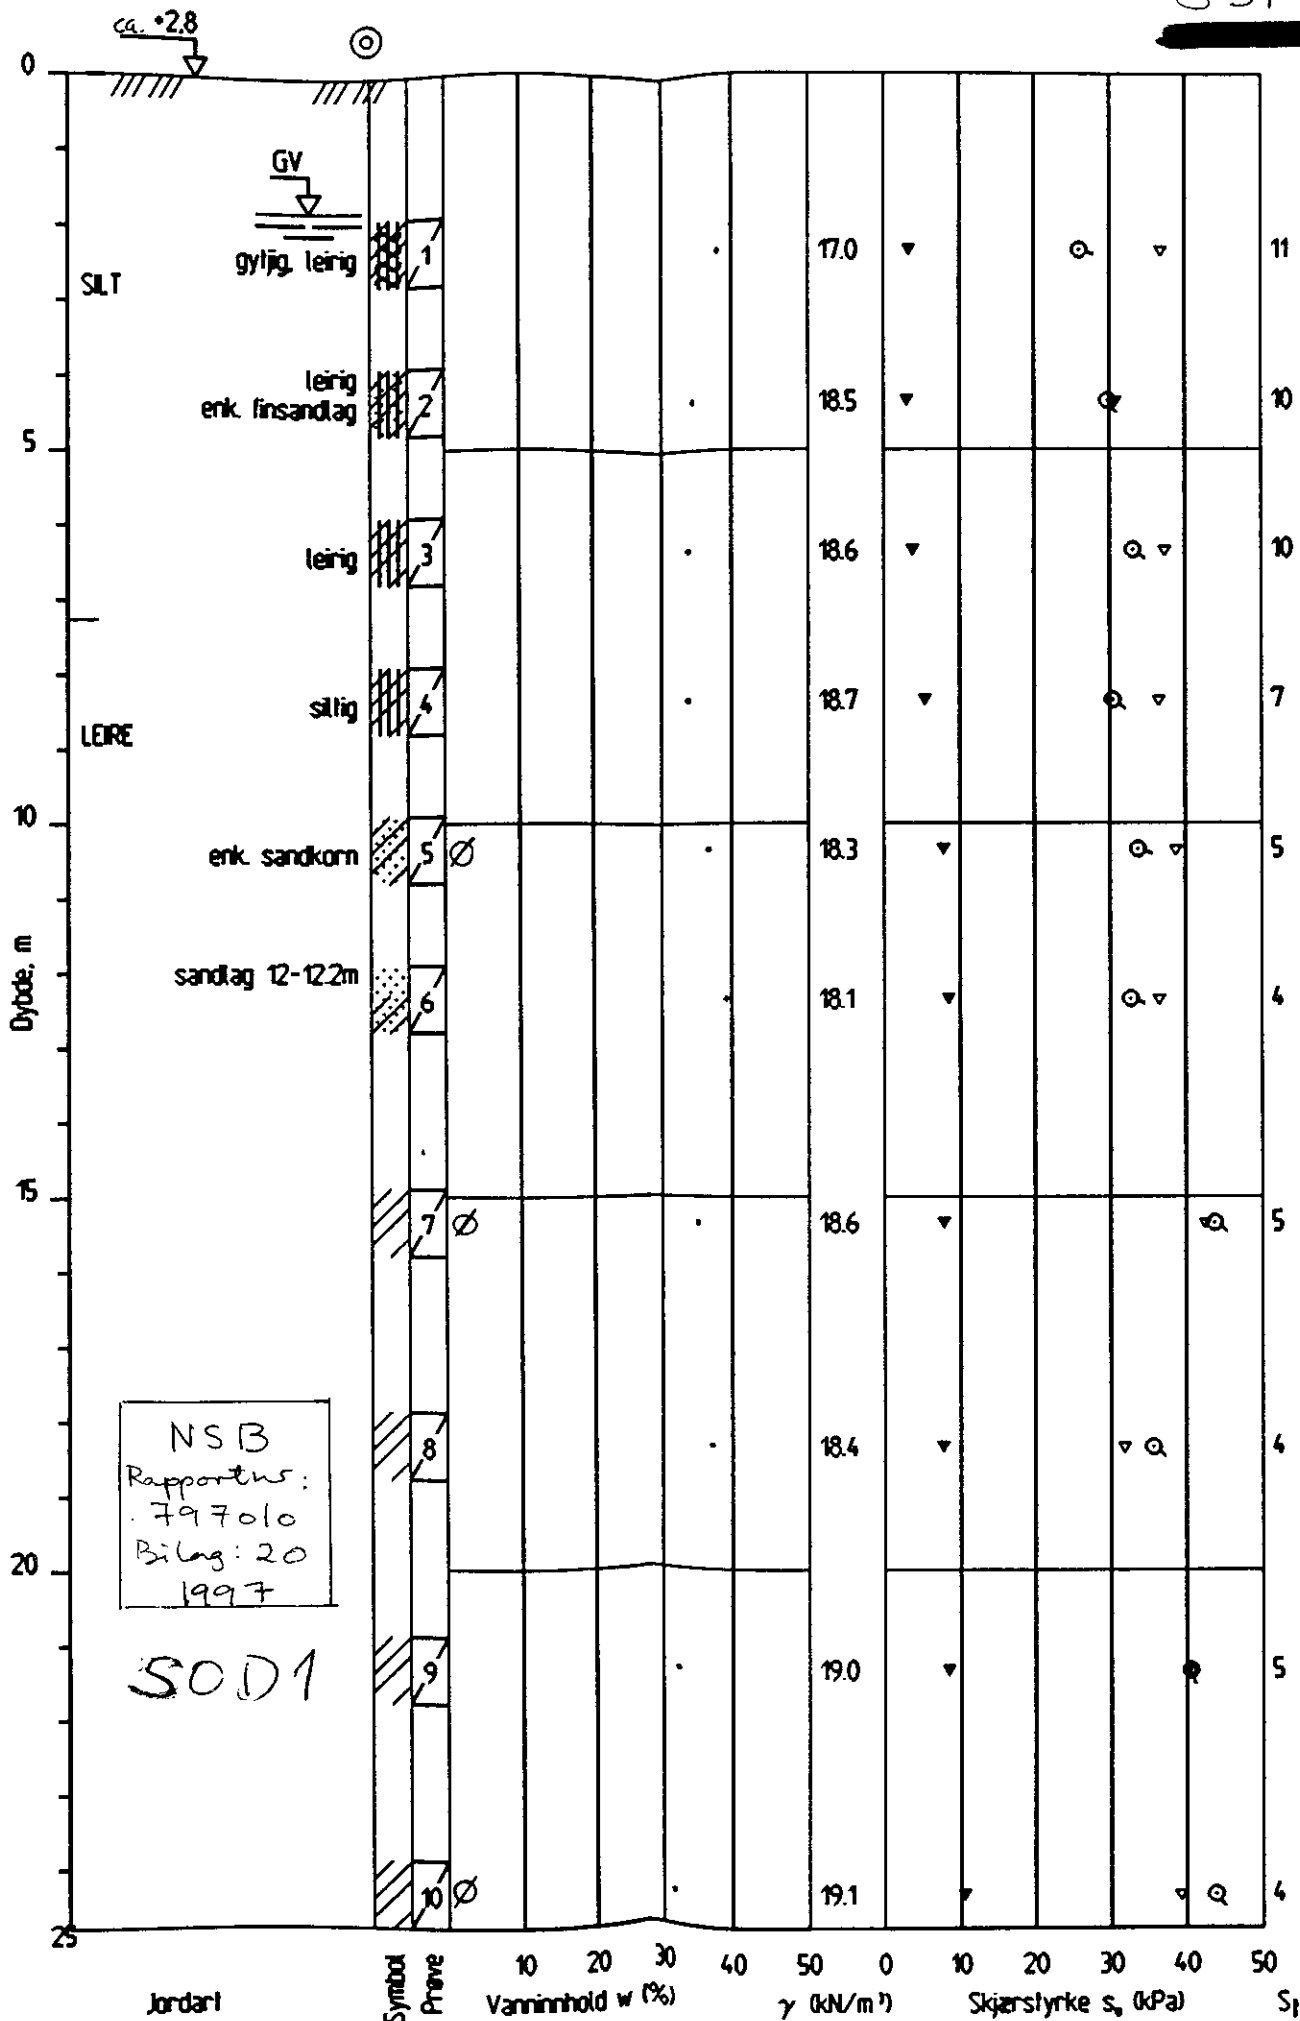 ca. +2.8
0
GV
gytjig, leirig
1
17.0
11
SILT
leirig
enk. finsandlag
2
18.5
10
5
leirig
3
18.6
10
siltig
4
18.7
7
LEIRE
10
enk. sandkorn
5
Ø
18.3
5
Dybde, m
sandlag 12-12.2m
6
18.1
4
15
7
Ø
18.6
5
8
18.4
4
NSB
Rapportnr:
797010
Bilag: 20
1997
20
SOD1
9
19.0
5
10
Ø
19.1
4
25
10 20 30 40 50 0 10 20 30 40 50
Jordart
Symbol
Prøve
Vanninnhold w (%)
γ (kN/m³)
Skjærstyrke su (kPa)